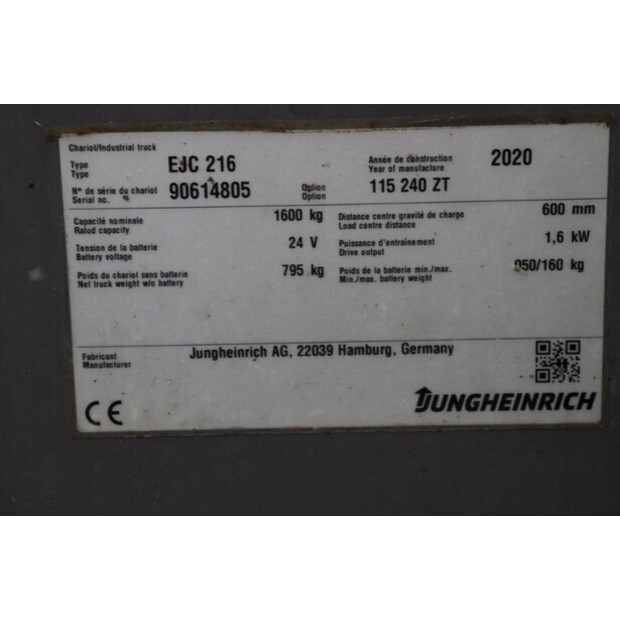 Chariot/Industrial truck
Type EJC 216 Année de construction 2020
Type Year of manufacture
N° de série du chariot 90614805 Option 115 240 ZT
Serial no. Option
Capacité nominale 1600 kg Distance centre gravité de charge 600 mm
Rated capacity Load centre distance
Tension de la batterie 24 V Puissance d'entraînement 1,6 kW
Battery voltage Drive output
Poids du chariot sans batterie 795 kg Poids de la batterie min./max. 050/160 kg
Net truck weight w/o battery Min./max. battery weight
Fabricant Jungheinrich AG, 22039 Hamburg, Germany
Manufacturer
CE JUNGHEINRICH